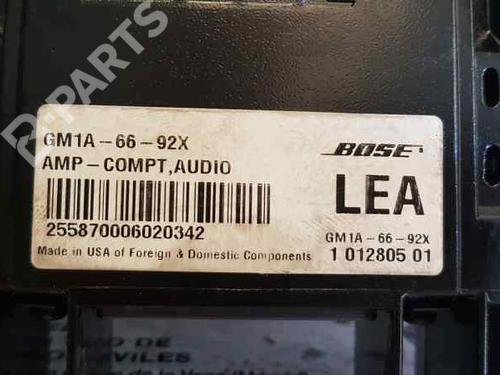 B-PARTS
GM1A-66-92X
AMP-COMPT,AUDIO
255870006020342
Made in USA of Foreign & Domestic Components
BOSE
LEA
GM1A-66-92X
1 012805 01
DE
VILES